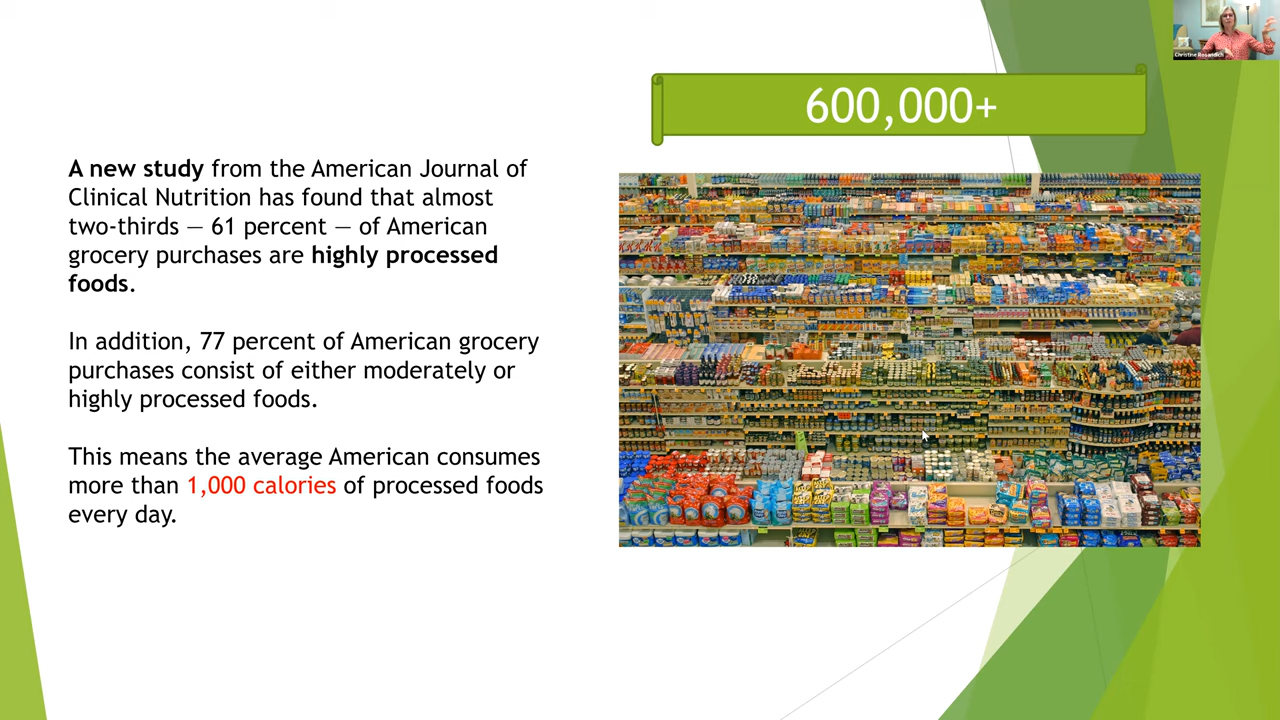 Christine Rosandich
600,000+
A new study from the American Journal of
Clinical Nutrition has found that almost
two-thirds — 61 percent — of American
grocery purchases are highly processed
foods.
In addition, 77 percent of American grocery
purchases consist of either moderately or
highly processed foods.
This means the average American consumes
more than 1,000 calories of processed foods
every day.